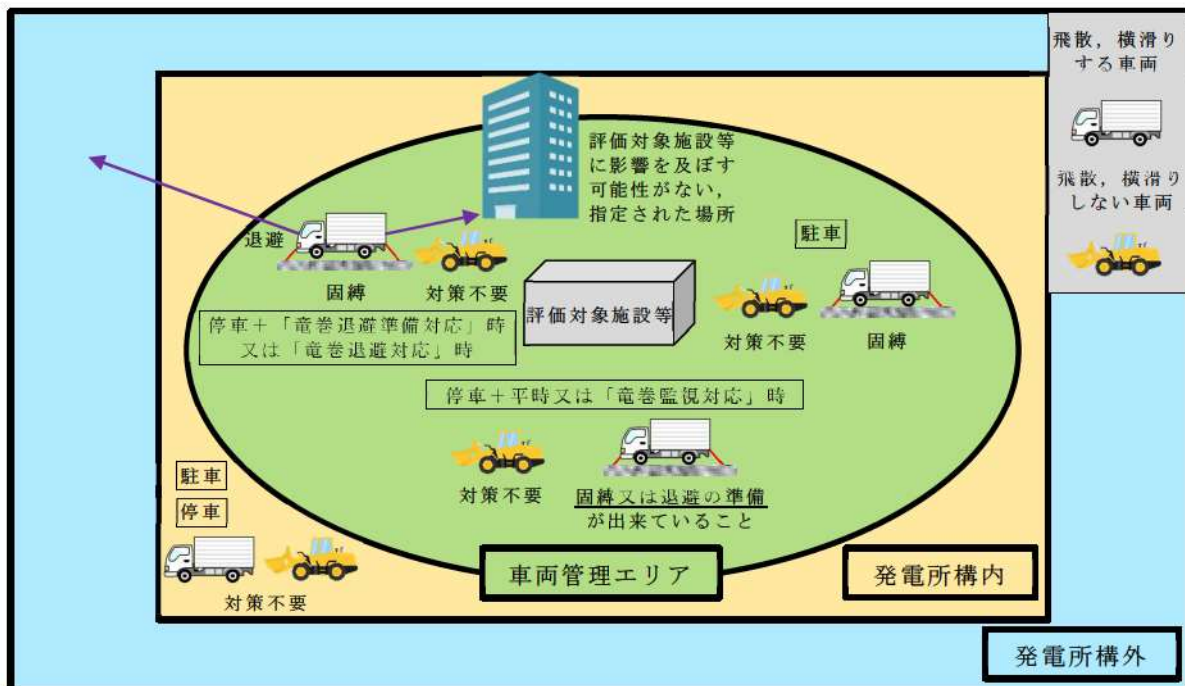 飛散，横滑り
する車両
飛散，横滑り
しない車両
評価対象施設等
に影響を及ぼす
可能性がない，
指定された場所
退避
固縛
対策不要
停車＋「竜巻退避準備対応」時
又は「竜巻退避対応」時
評価対象施設等
駐車
対策不要
固縛
停車＋平時又は「竜巻監視対応」時
対策不要
固縛又は退避の準備
が出来ていること
駐車
停車
対策不要
車両管理エリア
発電所構内
発電所構外